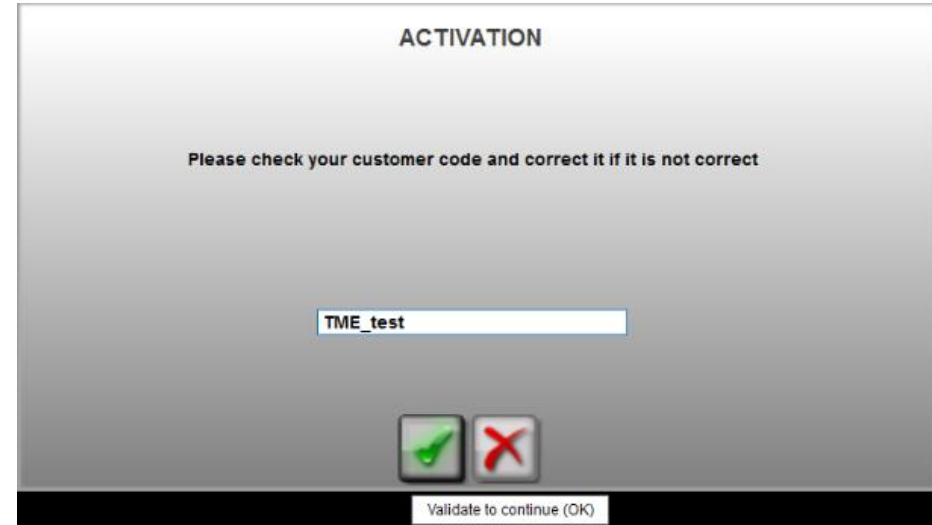 ACTIVATION
Please check your customer code and correct it if it is not correct
TME_test
Validate to continue (OK)